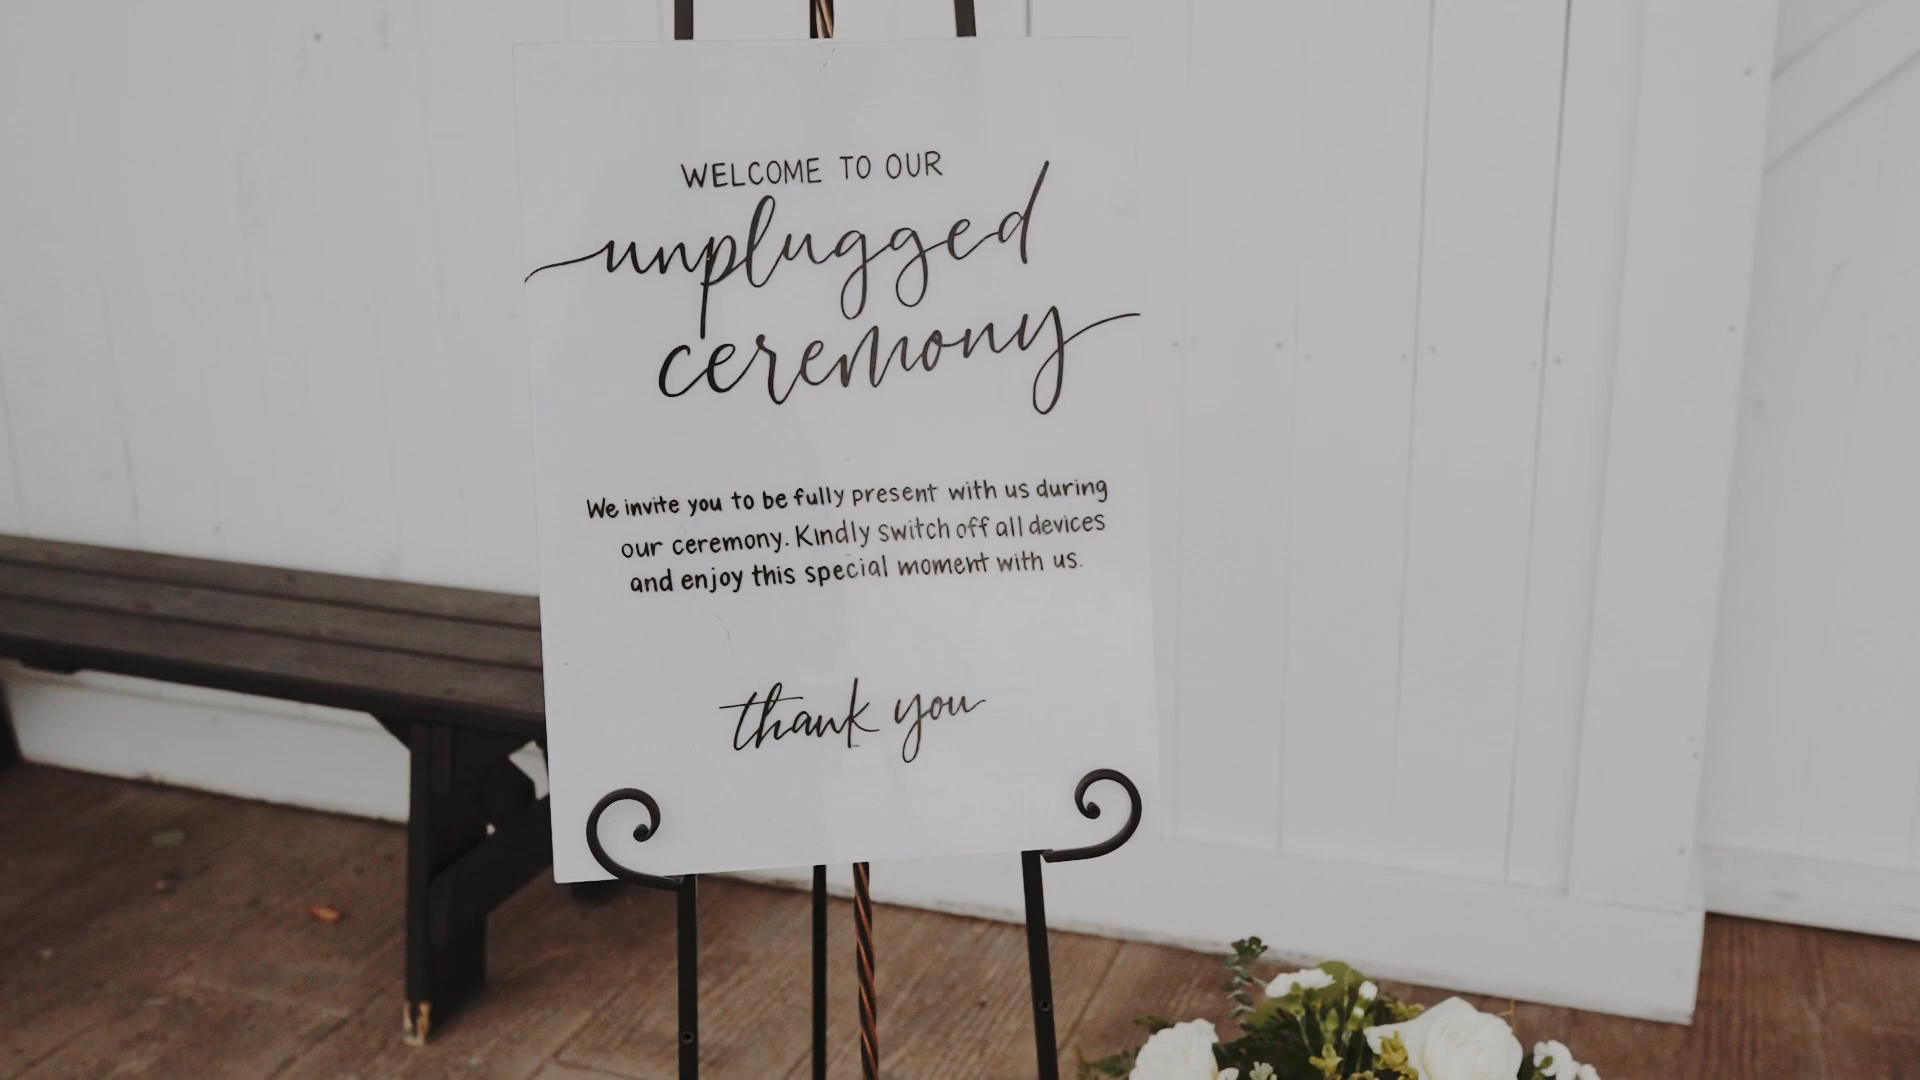 WELCOME TO OUR
unplugged
ceremony
We invite you to be fully present with us during
our ceremony. Kindly switch off all devices
and enjoy this special moment with us.
thank you